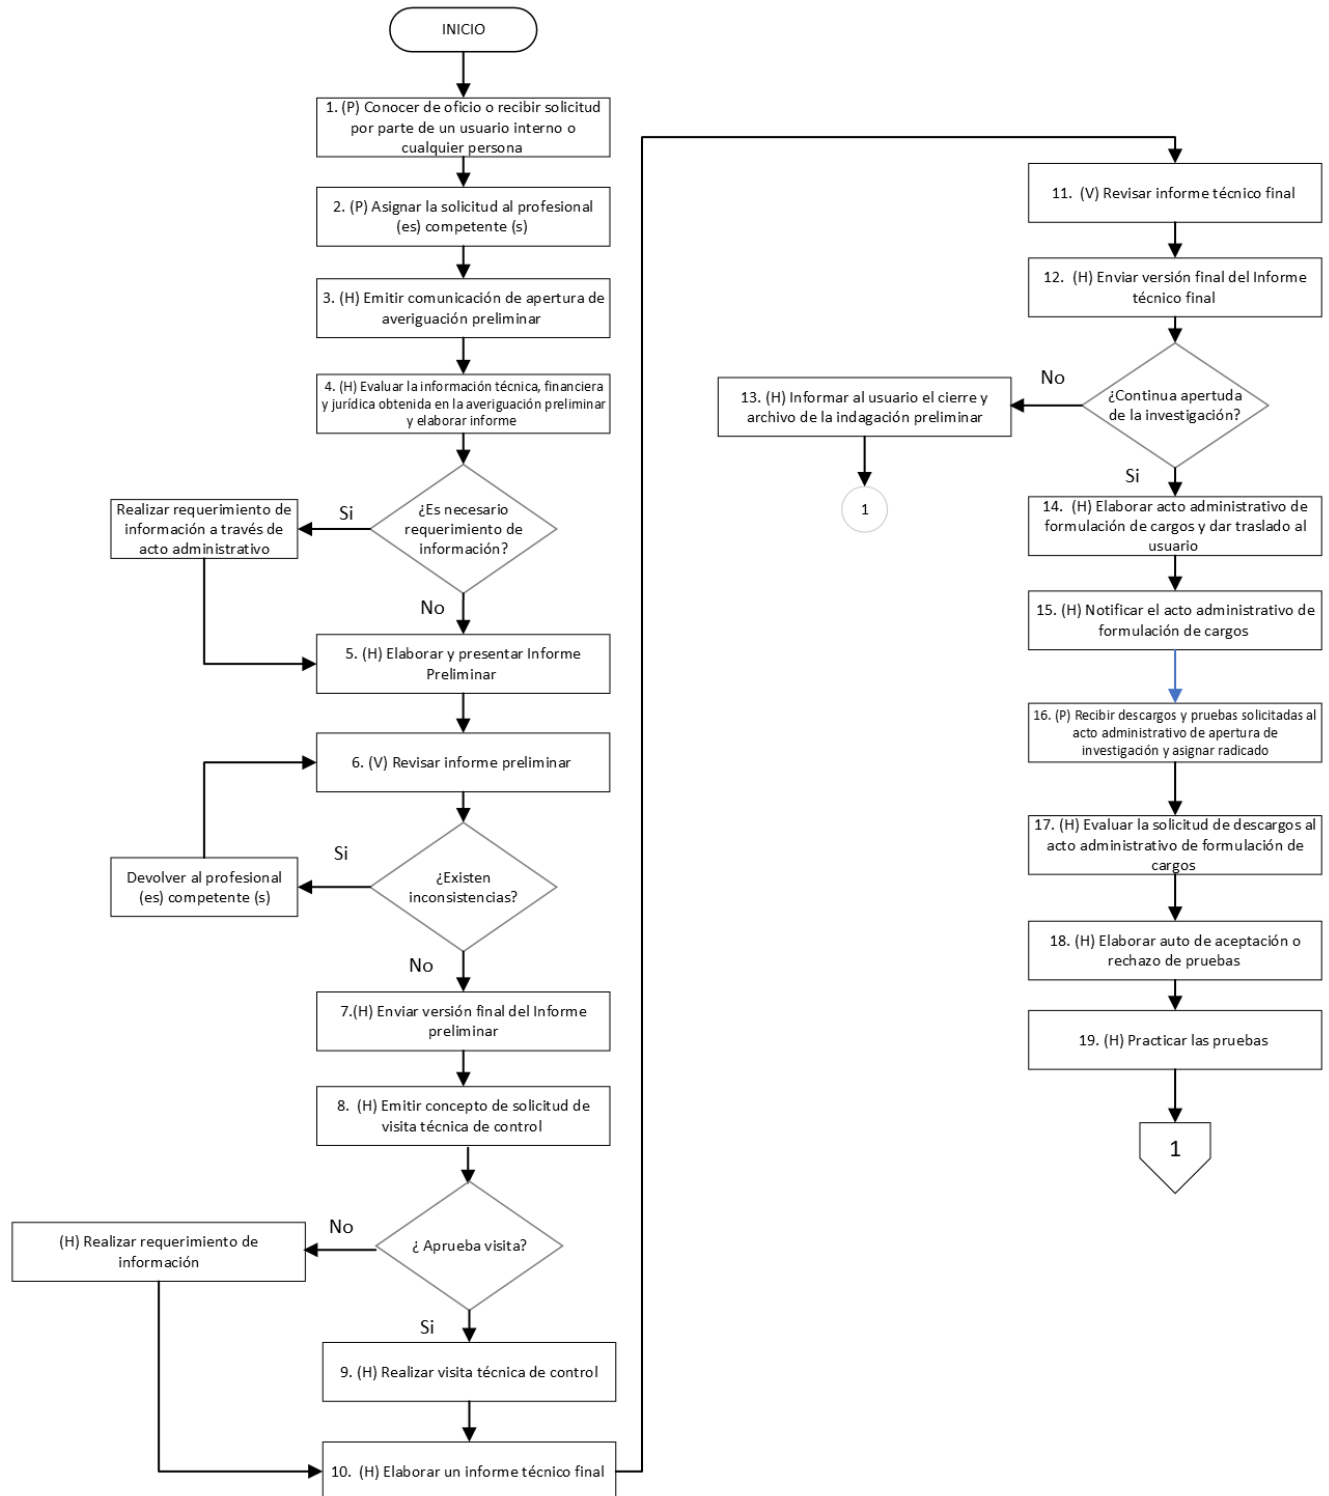 INICIO
1. (P) Conocer de oficio o recibir solicitud
por parte de un usuario interno o
cualquier persona
2. (P) Asignar la solicitud al profesional
(es) competente (s)
3. (H) Emitir comunicación de apertura de
averiguación preliminar
4. (H) Evaluar la información técnica, financiera
y jurídica obtenida en la averiguación preliminar
y elaborar informe
¿Es necesario
requerimiento de
información?
Si
Realizar requerimiento de
información a través de
acto administrativo
No
5. (H) Elaborar y presentar Informe
Preliminar
6. (V) Revisar informe preliminar
¿Existen
inconsistencias?
Si
Devolver al profesional
(es) competente (s)
No
7.(H) Enviar versión final del Informe
preliminar
8. (H) Emitir concepto de solicitud de
visita técnica de control
¿ Aprueba visita?
No
(H) Realizar requerimiento de
información
Si
9. (H) Realizar visita técnica de control
10. (H) Elaborar un informe técnico final
11. (V) Revisar informe técnico final
12. (H) Enviar versión final del Informe
técnico final
¿Continua apertuda
de la investigación?
No
13. (H) Informar al usuario el cierre y
archivo de la indagación preliminar
1
Si
14. (H) Elaborar acto administrativo de
formulación de cargos y dar traslado al
usuario
15. (H) Notificar el acto administrativo de
formulación de cargos
16. (P) Recibir descargos y pruebas solicitadas al
acto administrativo de apertura de
investigación y asignar radicado
17. (H) Evaluar la solicitud de descargos al
acto administrativo de formulación de
cargos
18. (H) Elaborar auto de aceptación o
rechazo de pruebas
19. (H) Practicar las pruebas
1